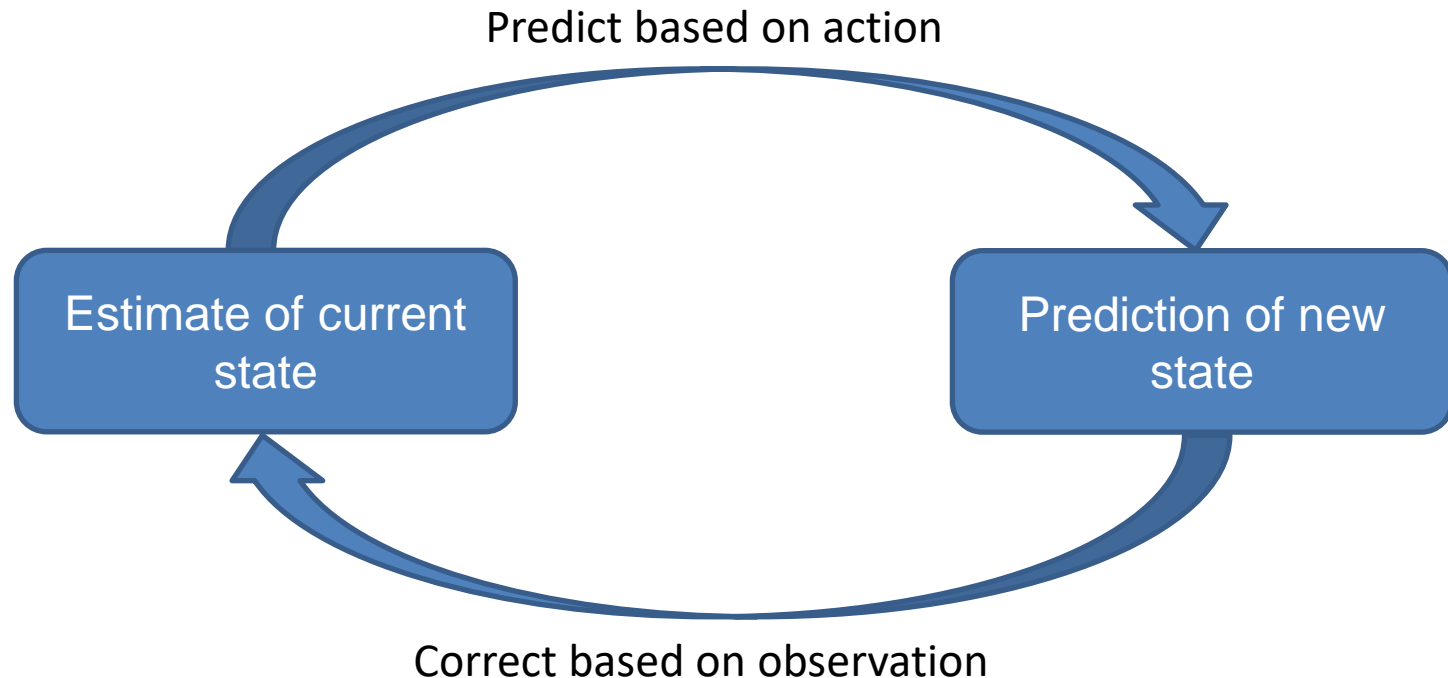 Predict based on action
Estimate of current
state
Prediction of new
state
Correct based on observation